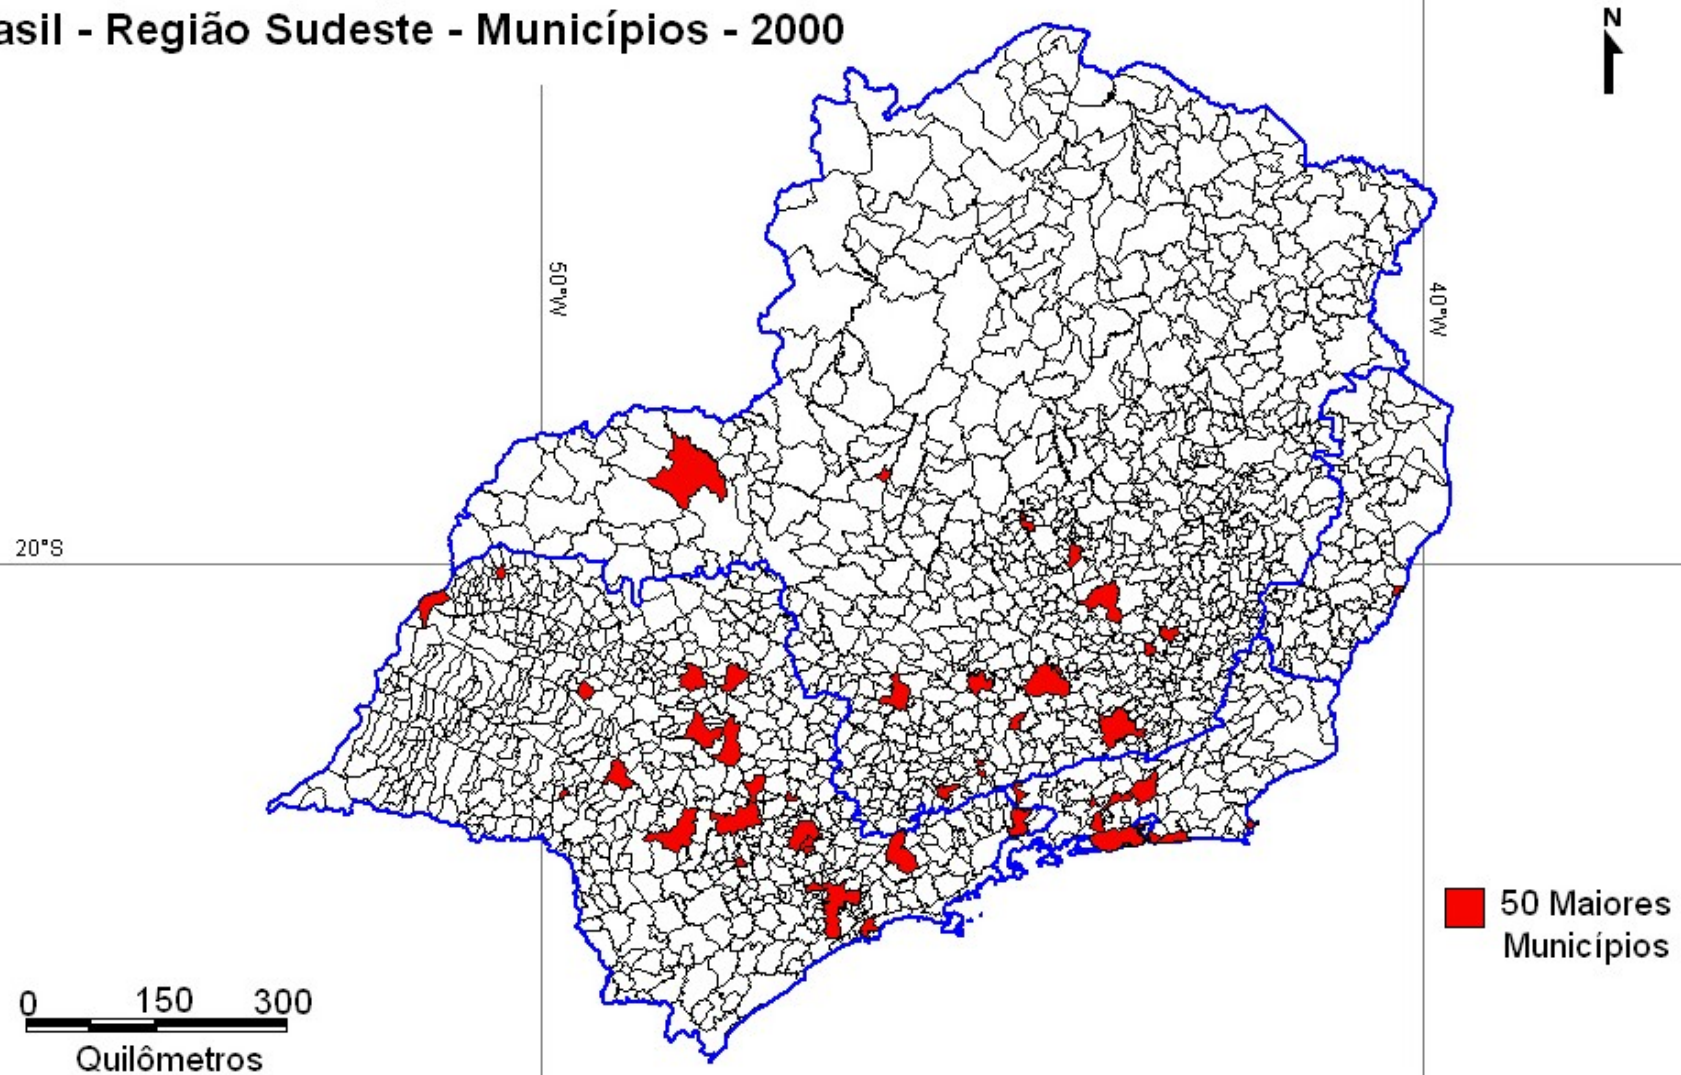 asil - Região Sudeste - Municípios - 2000
N
50°W
40°W
20°S
50 Maiores
Municípios
0 150 300
Quilômetros